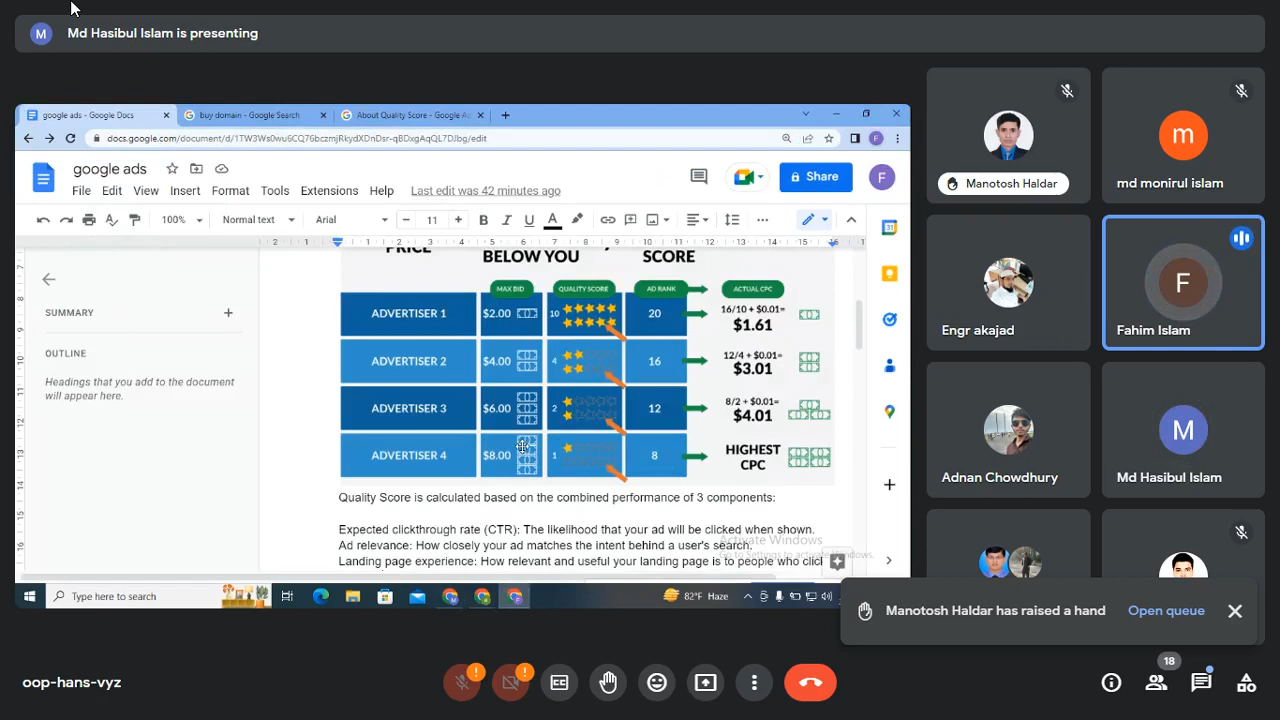 M Md Hasibul Islam is presenting
google ads - Google Docs
buy domain - Google Search
About Quality Score - Google Ad
docs.google.com/document/d/1TW3Ws0wu6CQ76bczmjRkydXDnDsr-qBDxgAqQL7DJbg/edit
google ads
File Edit View Insert Format Tools Extensions Help Last edit was 42 minutes ago
Share
F
100% Normal text Arial 11
PRICE
BELOW YOU
SCORE
MAX BID QUALITY SCORE AD RANK ACTUAL CPC
ADVERTISER 1 $2.00 10 20 16/10 + $0.01= $1.61
ADVERTISER 2 $4.00 4 16 12/4 + $0.01= $3.01
ADVERTISER 3 $6.00 2 12 8/2 + $0.01= $4.01
ADVERTISER 4 $8.00 1 8 HIGHEST CPC
SUMMARY
OUTLINE
Headings that you add to the document
will appear here.
Quality Score is calculated based on the combined performance of 3 components:
Expected clickthrough rate (CTR): The likelihood that your ad will be clicked when shown.
Ad relevance: How closely your ad matches the intent behind a user's search.
Landing page experience: How relevant and useful your landing page is to people who clic
Activate Windows
Go to Settings to activate Windows.
Type here to search
82°F Haze
Manotosh Haldar
m
md monirul islam
Engr akajad
F
Fahim Islam
Adnan Chowdhury
M
Md Hasibul Islam
Manotosh Haldar has raised a hand
Open queue
oop-hans-vyz
18